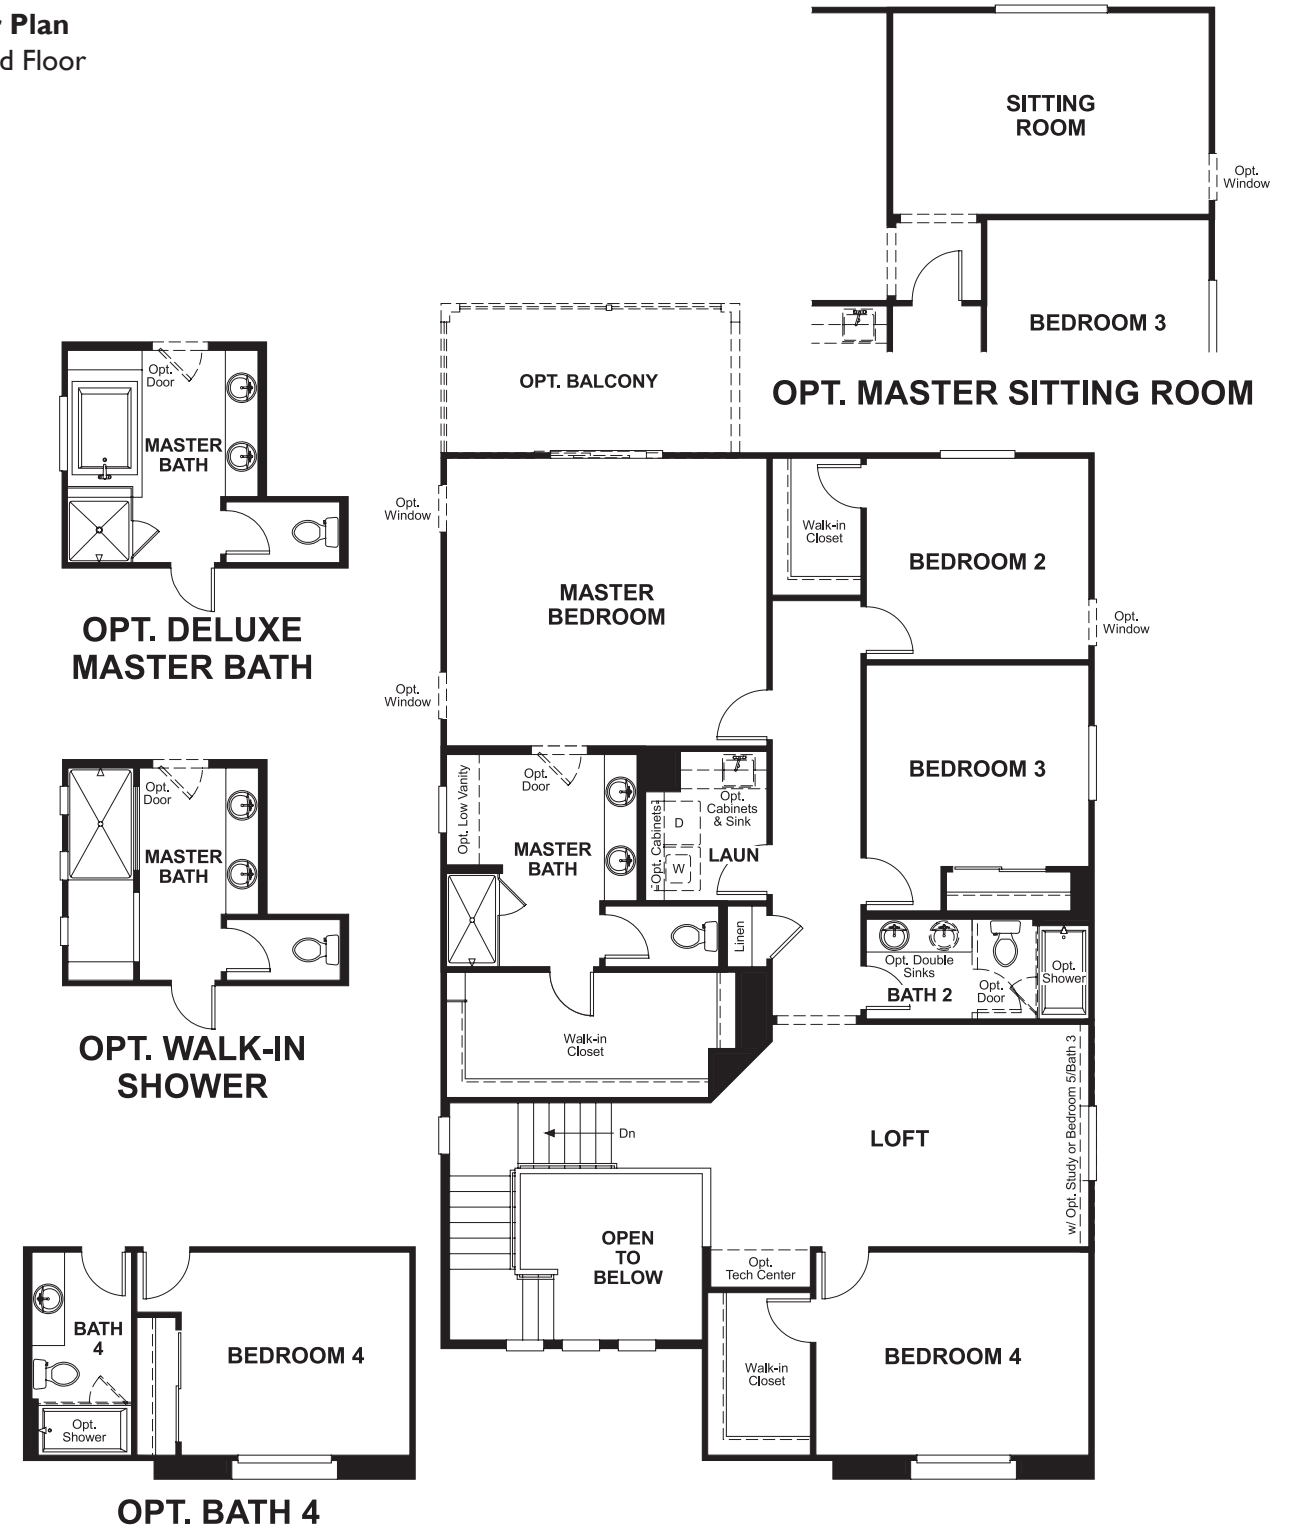 Plan
Floor
SITTING
ROOM
Opt.
Window
BEDROOM 3
OPT. MASTER SITTING ROOM
OPT. BALCONY
Opt.
Door
MASTER
BATH
OPT. DELUXE
MASTER BATH
Opt.
Window
Walk-in
Closet
BEDROOM 2
MASTER
BEDROOM
Opt.
Window
Opt.
Window
BEDROOM 3
Opt. Low Vanity
Opt.
Door
MASTER
BATH
Opt. Cabinets
D
W
Opt.
Cabinets
& Sink
LAUN
Linen
Opt.
Door
MASTER
BATH
OPT. WALK-IN
SHOWER
Opt. Double
Sinks
BATH 2
Opt.
Door
Opt.
Shower
Walk-in
Closet
w/ Opt. Study or Bedroom 5/Bath 3
Dn
LOFT
OPEN
TO
BELOW
Opt.
Tech Center
Walk-in
Closet
BEDROOM 4
BATH
4
BEDROOM 4
Opt.
Shower
OPT. BATH 4